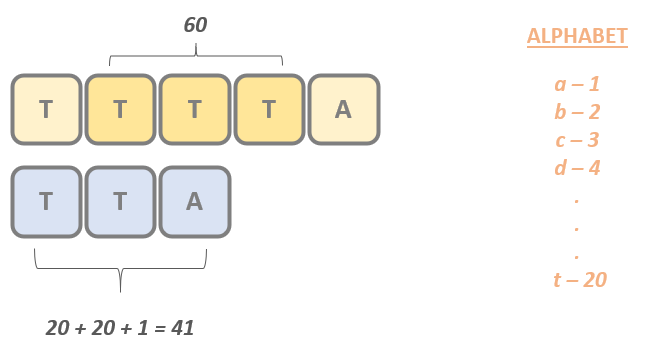 60
T T T T A
T T A
20 + 20 + 1 = 41
ALPHABET
a – 1
b – 2
c – 3
d – 4
.
.
.
t – 20